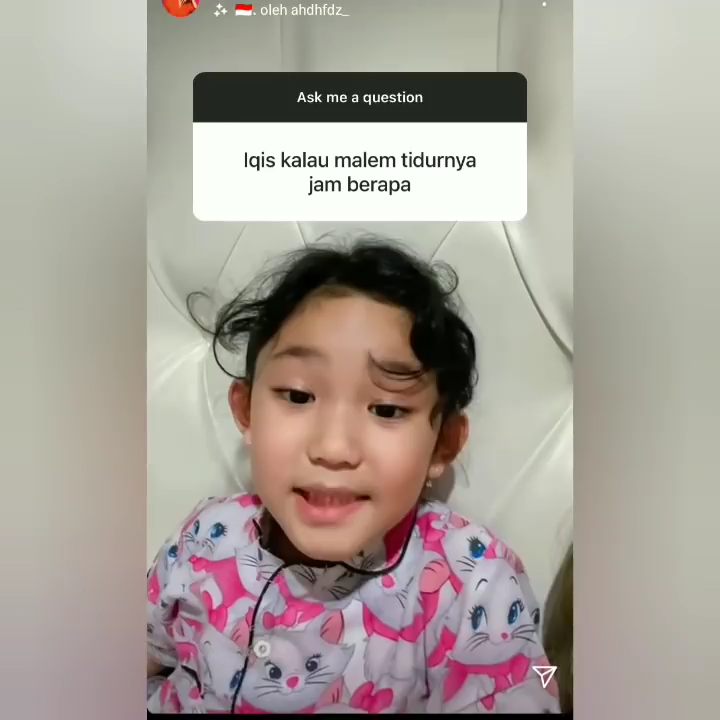 ✨ 🇮🇩. oleh ahdhfdz_
Ask me a question
Iqis kalau malem tidurnya
jam berapa